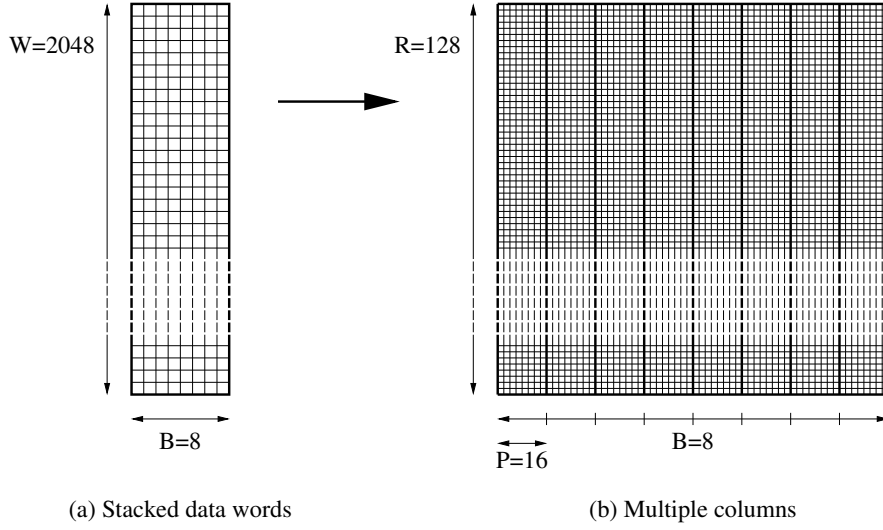 W=2048
R=128
B=8
B=8
P=16
(a) Stacked data words
(b) Multiple columns